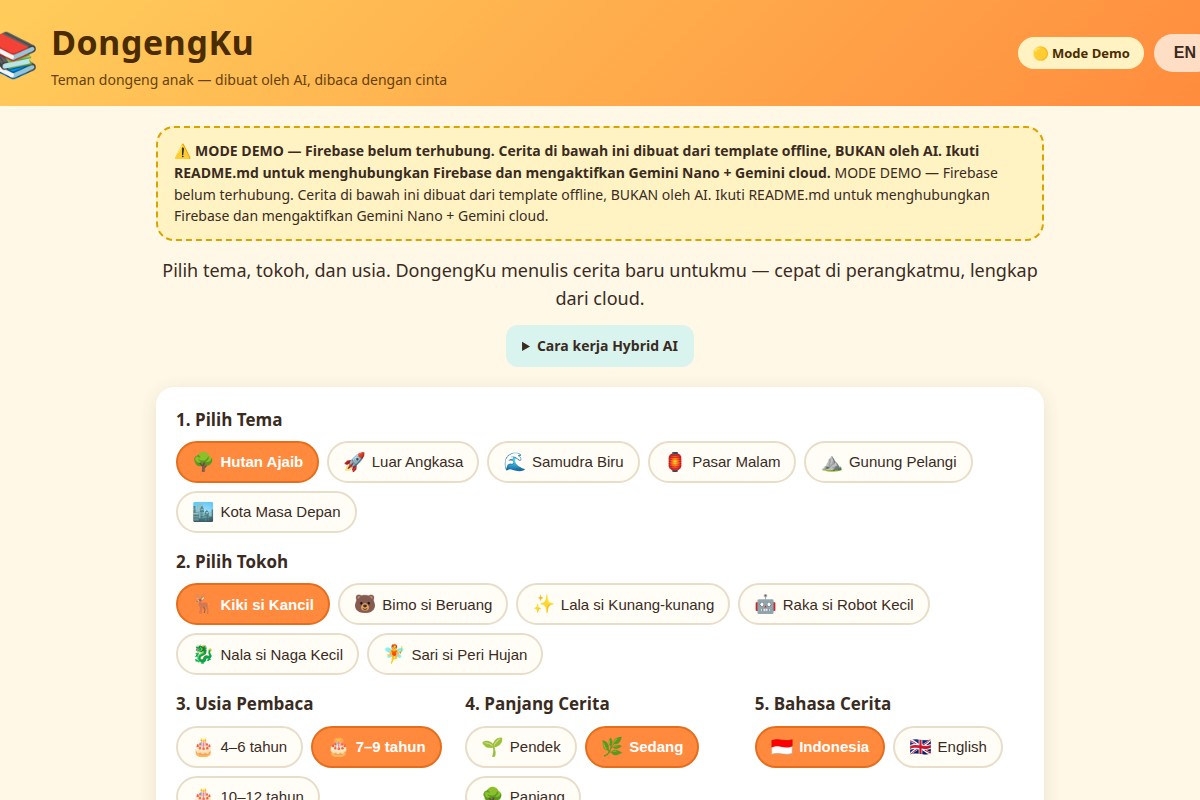 DongengKu
Teman dongeng anak — dibuat oleh AI, dibaca dengan cinta
Mode Demo
EN
MODE DEMO — Firebase belum terhubung. Cerita di bawah ini dibuat dari template offline, BUKAN oleh AI. Ikuti
README.md untuk menghubungkan Firebase dan mengaktifkan Gemini Nano + Gemini cloud. MODE DEMO — Firebase
belum terhubung. Cerita di bawah ini dibuat dari template offline, BUKAN oleh AI. Ikuti README.md untuk menghubungkan
Firebase dan mengaktifkan Gemini Nano + Gemini cloud.
Pilih tema, tokoh, dan usia. DongengKu menulis cerita baru untukmu — cepat di perangkatmu, lengkap
dari cloud.
Cara kerja Hybrid AI
1. Pilih Tema
Hutan Ajaib
Luar Angkasa
Samudra Biru
Pasar Malam
Gunung Pelangi
Kota Masa Depan
2. Pilih Tokoh
Kiki si Kancil
Bimo si Beruang
Lala si Kunang-kunang
Raka si Robot Kecil
Nala si Naga Kecil
Sari si Peri Hujan
3. Usia Pembaca
4–6 tahun
7–9 tahun
10–12 tahun
4. Panjang Cerita
Pendek
Sedang
Panjang
5. Bahasa Cerita
Indonesia
English